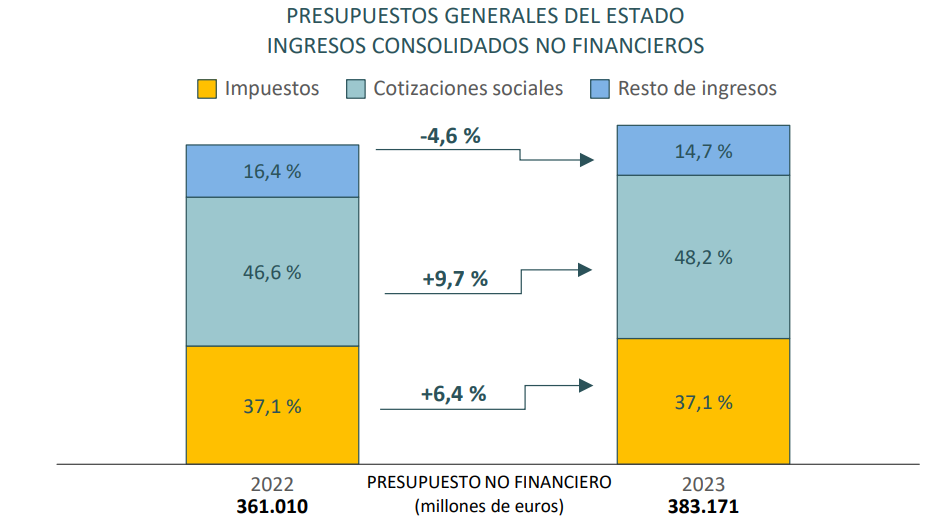 PRESUPUESTOS GENERALES DEL ESTADO
INGRESOS CONSOLIDADOS NO FINANCIEROS
Impuestos Cotizaciones sociales Resto de ingresos
-4,6 %
16,4 % 14,7 %
46,6 % +9,7 % 48,2 %
37,1 % +6,4 % 37,1 %
2022 PRESUPUESTO NO FINANCIERO 2023
361.010 (millones de euros) 383.171